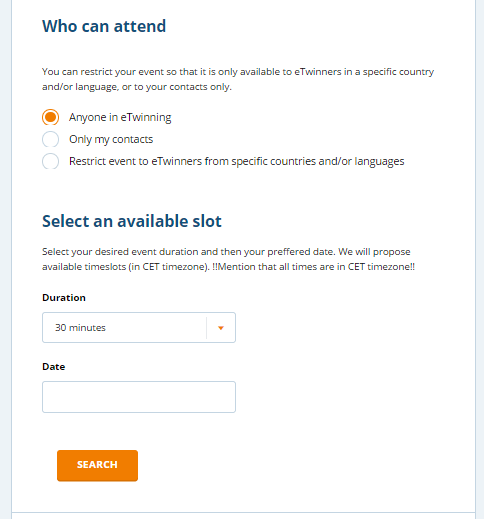 Who can attend
You can restrict your event so that it is only available to eTwinners in a specific country
and/or language, or to your contacts only.
Anyone in eTwinning
Only my contacts
Restrict event to eTwinners from specific countries and/or languages
Select an available slot
Select your desired event duration and then your preffered date. We will propose
available timeslots (in CET timezone). !!Mention that all times are in CET timezone!!
Duration
30 minutes
Date
SEARCH